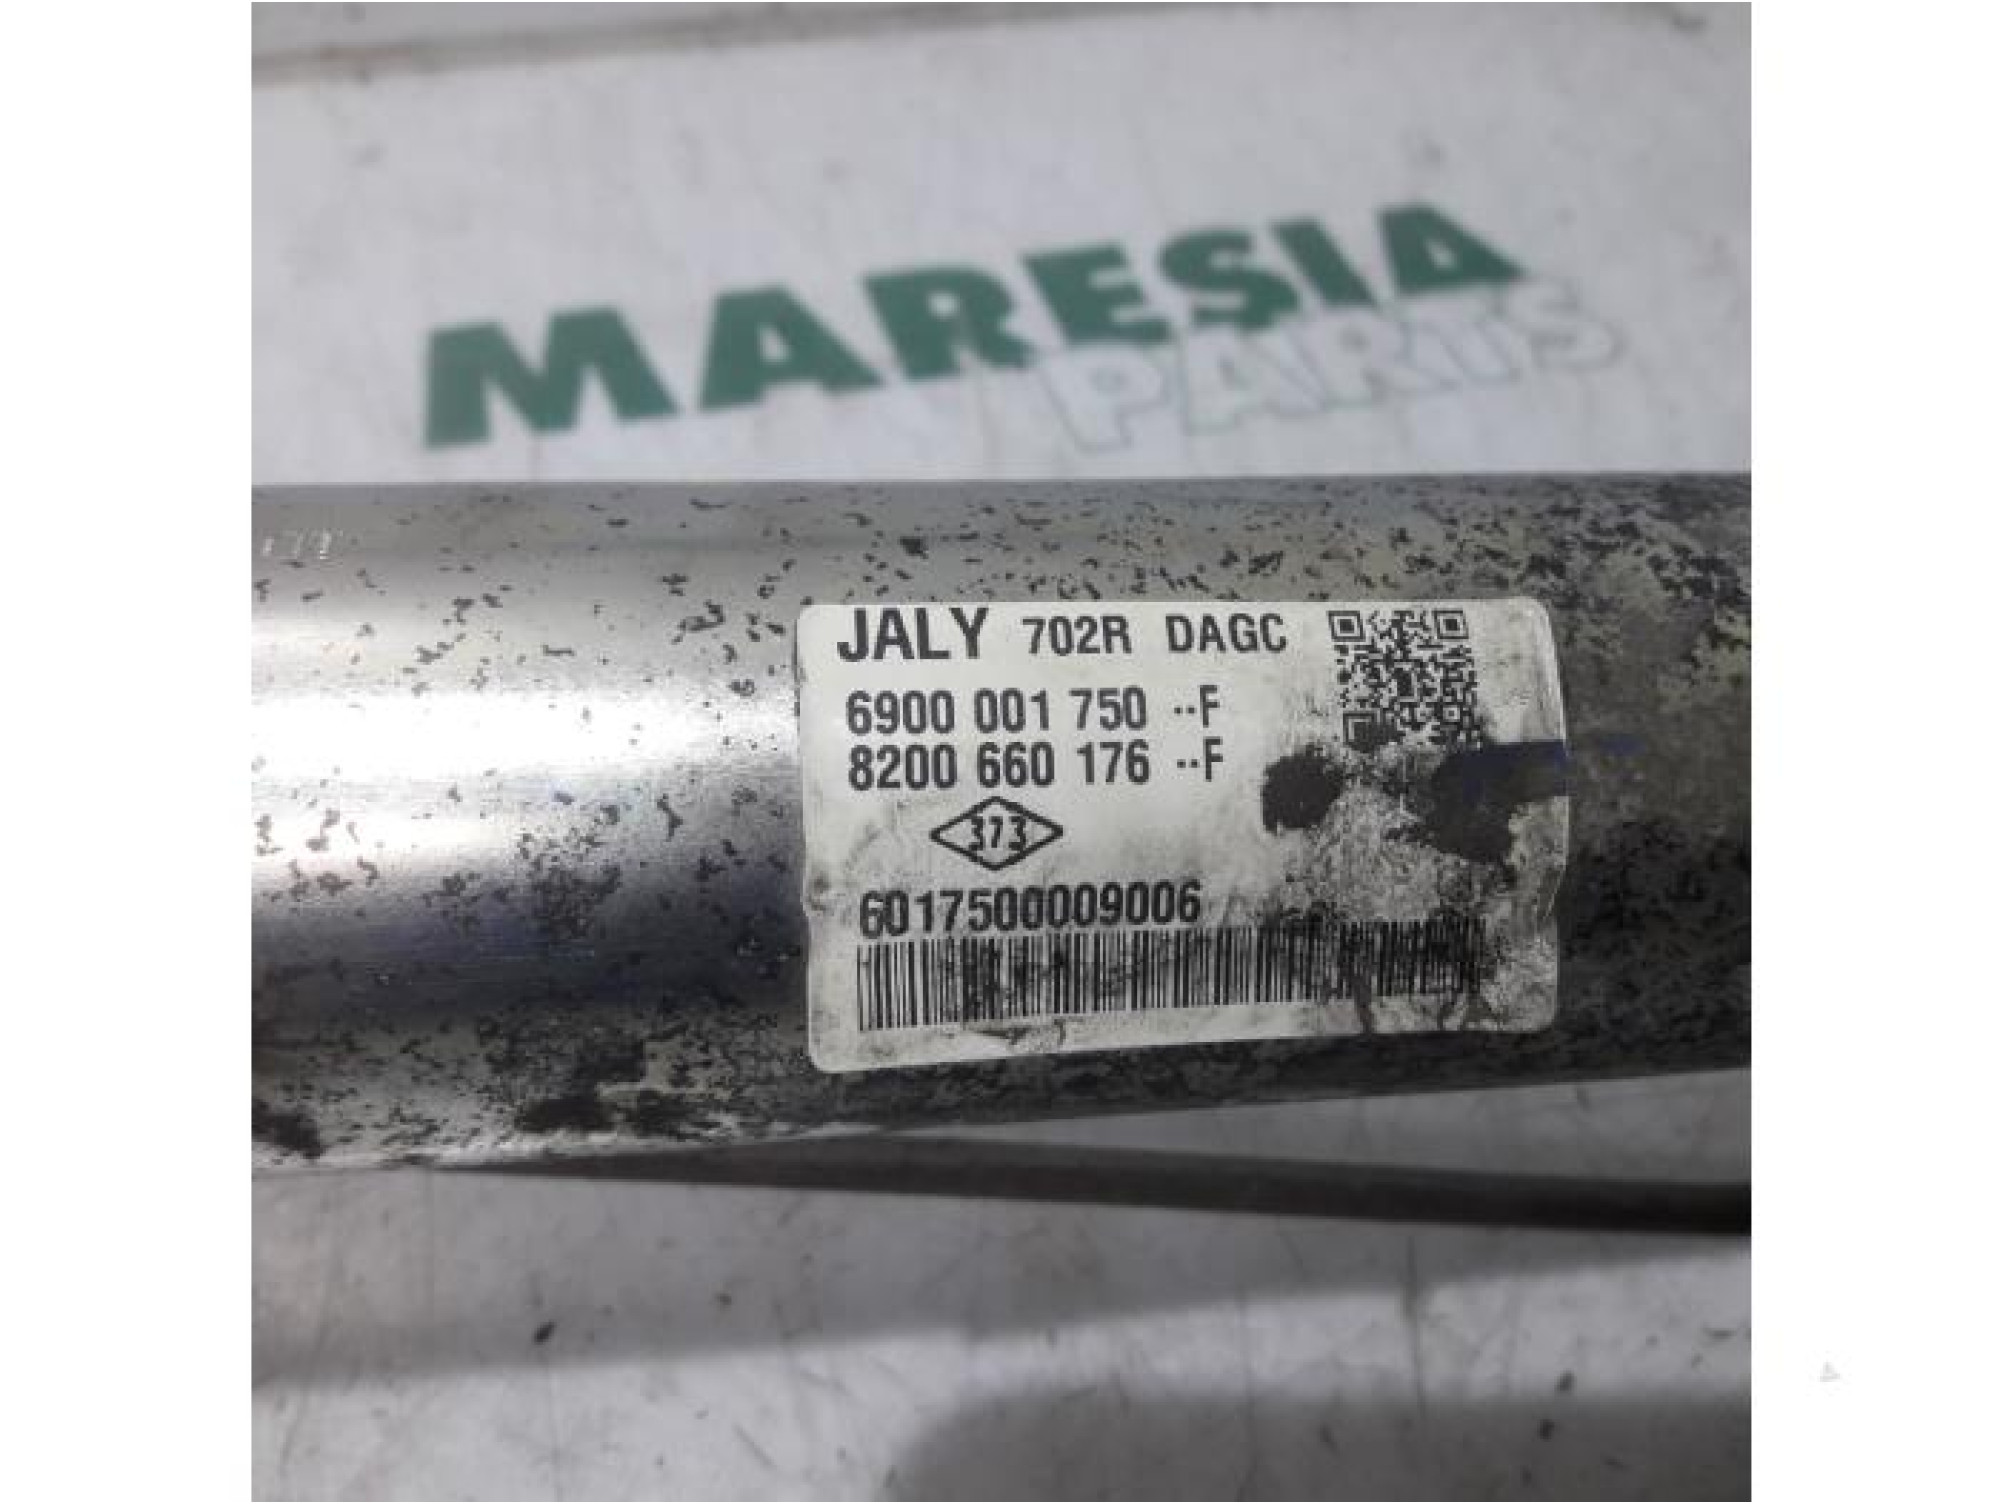 MARESIA
PARTS
JALY 702R DAGC
6900 001 750 --F
8200 660 176 --F
373
6017500009006